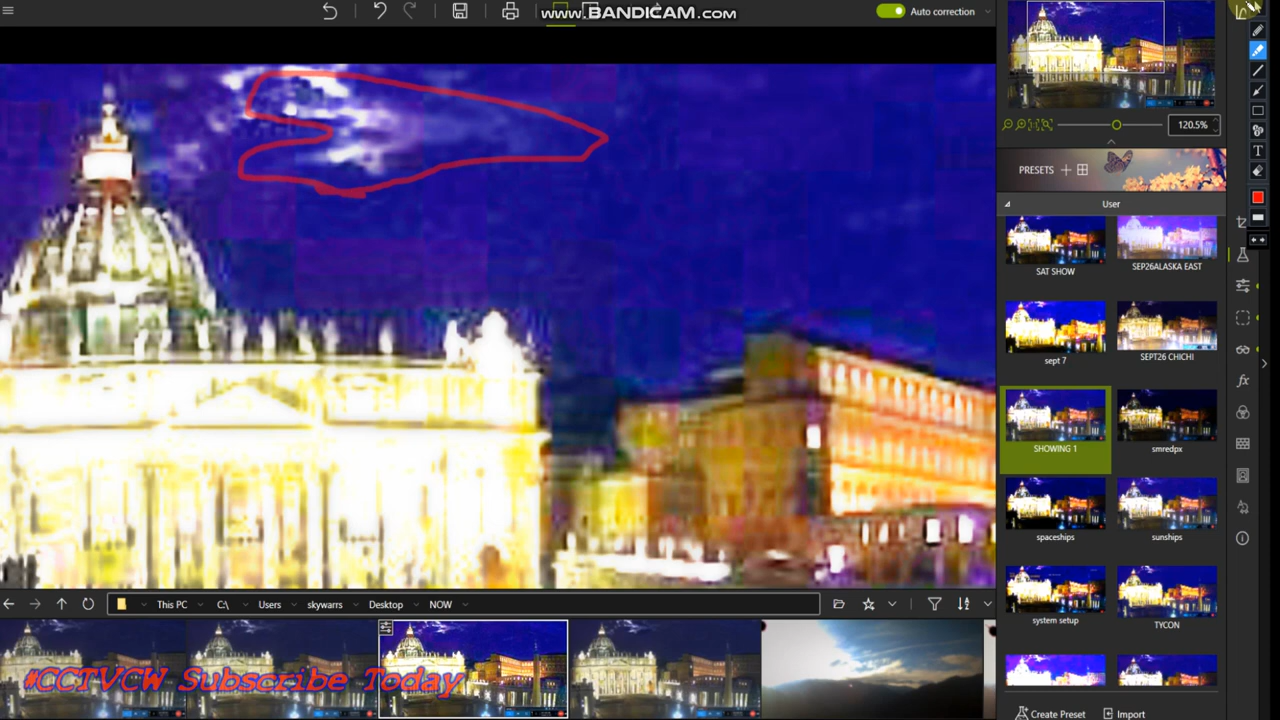 www.BANDICAM.com
Auto correction
120.5%
PRESETS
User
SAT SHOW
SEP26ALASKA EAST
sept 7
SEPT26 CHICHI
SHOWING 1
smredpx
spaceships
sunships
system setup
TYCON
This PC
C:\
Users
skywarrs
Desktop
NOW
#CCTVCW Subscribe Today
Create Preset
Import